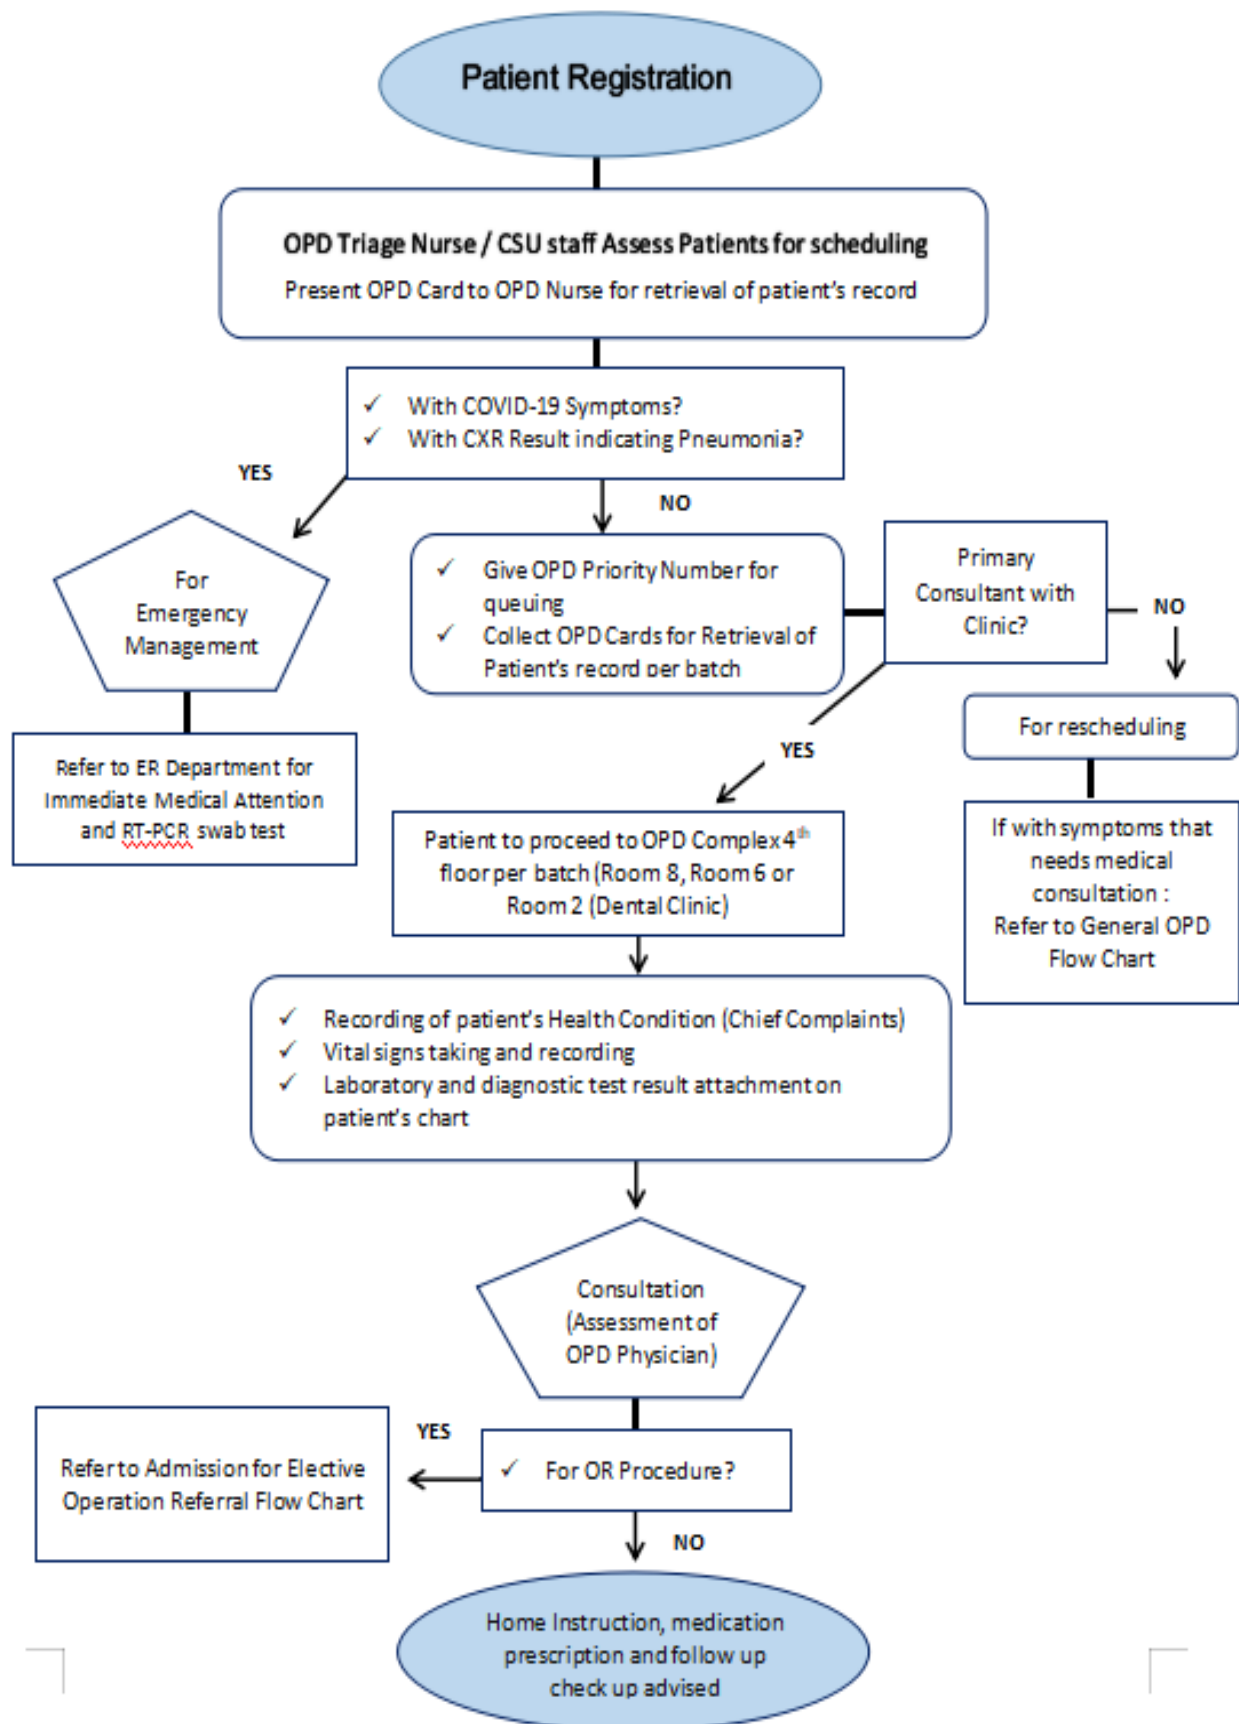 Patient Registration
OPD Triage Nurse / CSU staff Assess Patients for scheduling
Present OPD Card to OPD Nurse for retrieval of patient's record
✓ With COVID-19 Symptoms?
✓ With CXR Result indicating Pneumonia?
YES
NO
For
Emergency
Management
✓ Give OPD Priority Number for
queuing
✓ Collect OPD Cards for Retrieval of
Patient's record per batch
Primary
Consultant with
Clinic?
NO
For rescheduling
YES
Refer to ER Department for
Immediate Medical Attention
and RT-PCR swab test
If with symptoms that
needs medical
consultation :
Refer to General OPD
Flow Chart
Patient to proceed to OPD Complex 4th
floor per batch (Room 8, Room 6 or
Room 2 (Dental Clinic)
✓ Recording of patient's Health Condition (Chief Complaints)
✓ Vital signs taking and recording
✓ Laboratory and diagnostic test result attachment on
patient's chart
Consultation
(Assessment of
OPD Physician)
YES
✓ For OR Procedure?
Refer to Admission for Elective
Operation Referral Flow Chart
NO
Home Instruction, medication
prescription and follow up
check up advised